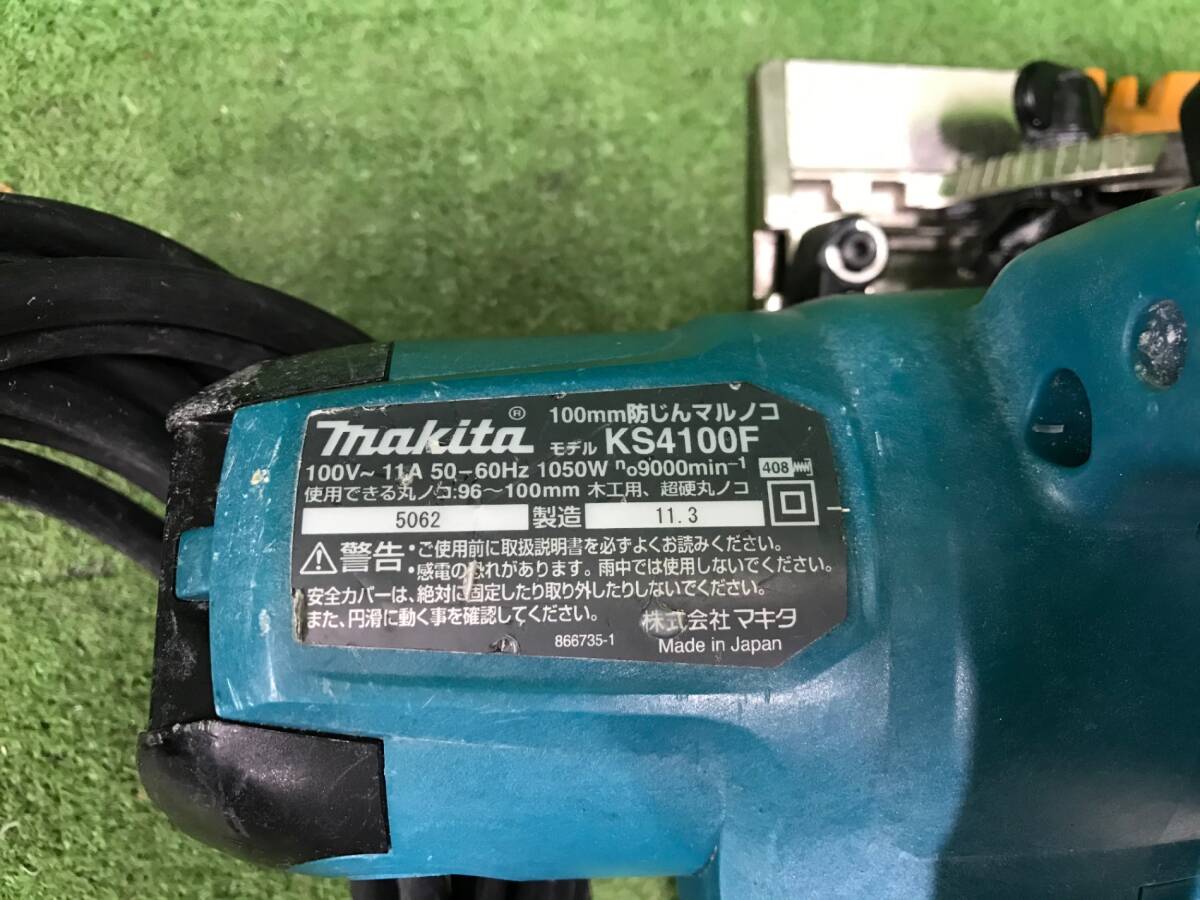 makita® 100mm防じんマルノコ
モデル KS4100F
100V~ 11A 50-60Hz 1050W n₀9000min⁻¹ 408
使用できる丸ノコ:96～100mm 木工用、超硬丸ノコ
5062 製造 11.3
警告・ご使用前に取扱説明書を必ずよくお読みください。
・感電の恐れがあります。雨中では使用しないでください。
安全カバーは、絶対に固定したり取り外したりしないでください。
また、円滑に動く事を確認してください。
株式会社マキタ
866735-1 Made in Japan